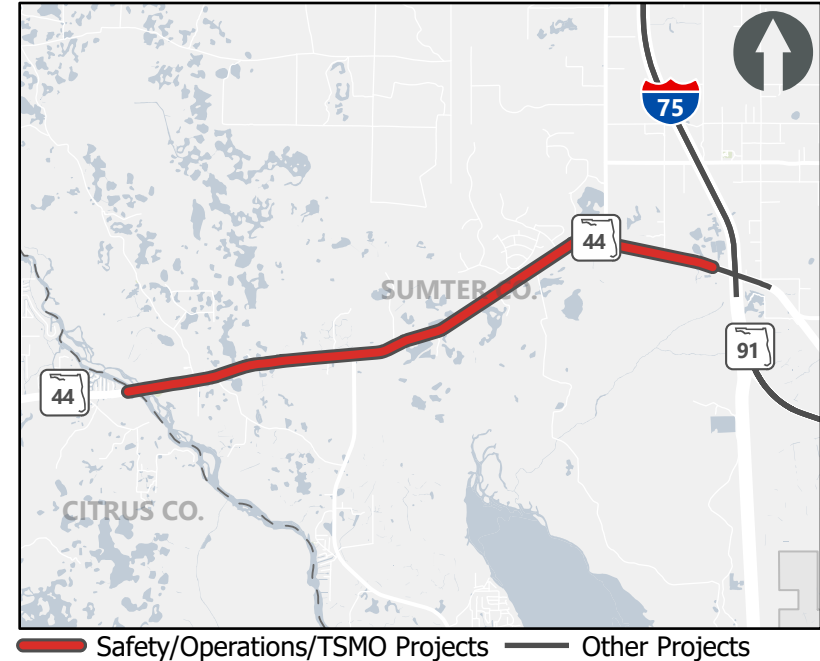 75
44
SUMTER CO.
91
44
CITRUS CO.
Safety/Operations/TSMO Projects
Other Projects